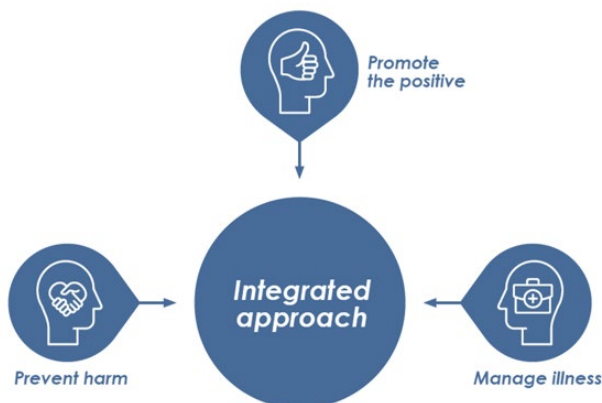 Promote
the positive
Integrated
approach
Prevent harm
Manage illness